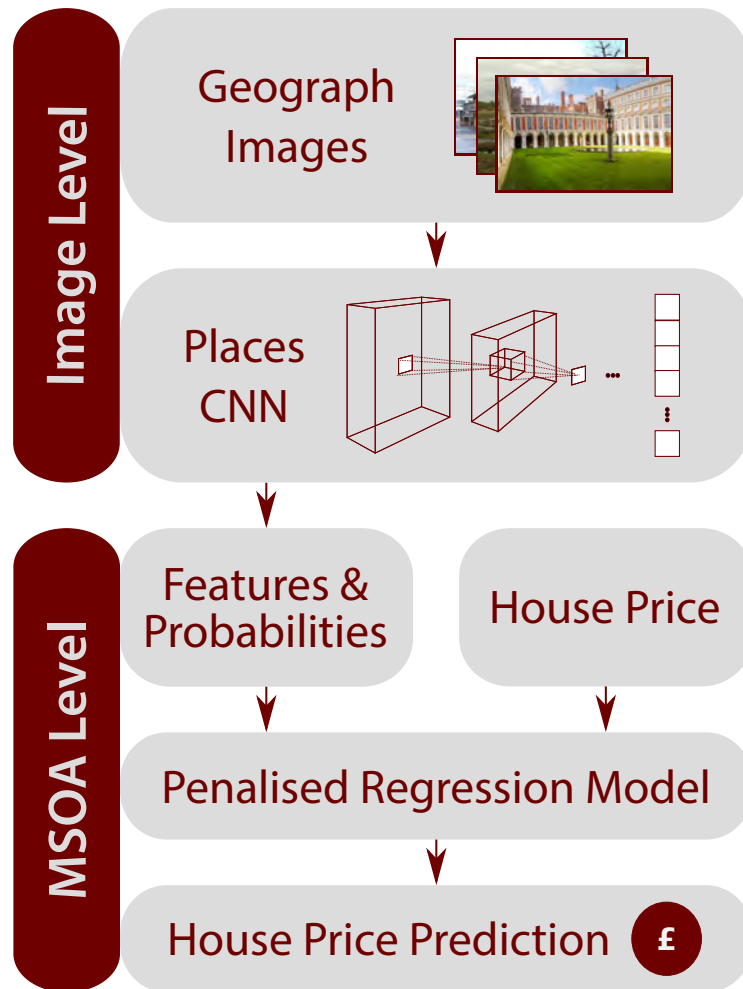 Image Level
Geograph
Images
Places
CNN
MSOA Level
Features &
Probabilities
House Price
Penalised Regression Model
House Price Prediction £